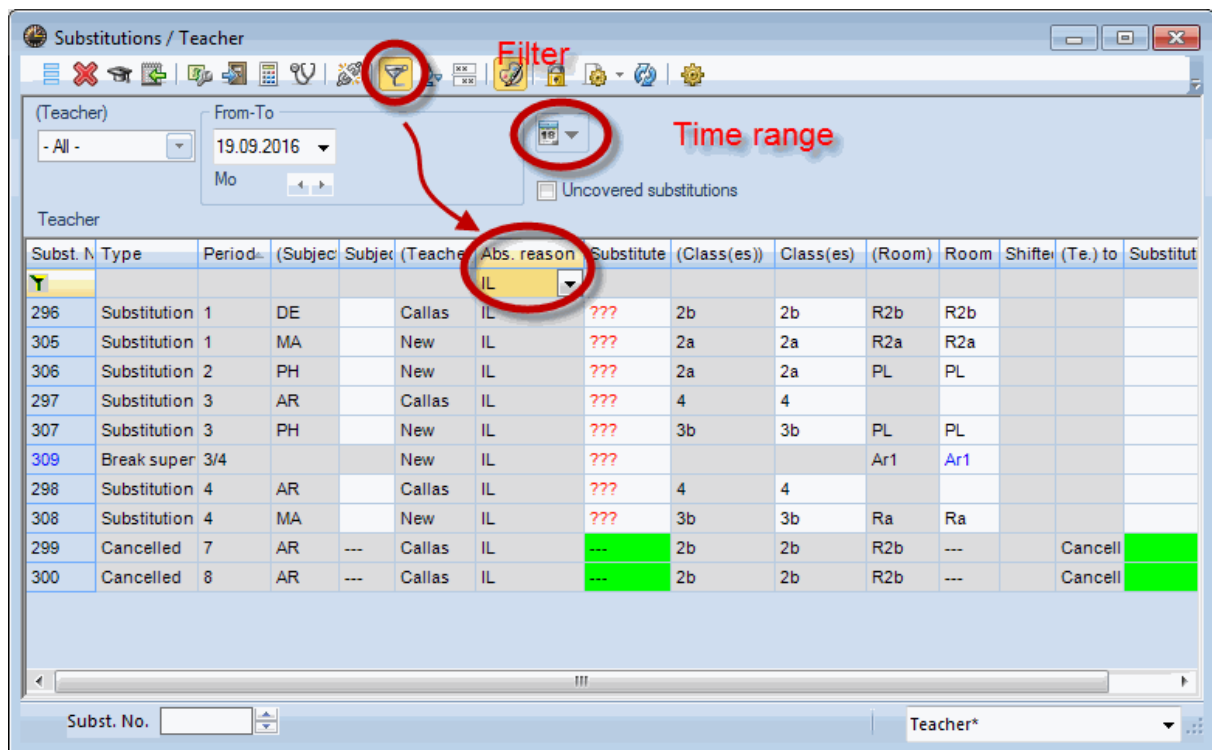 Substitutions / Teacher
Filter
(Teacher) From-To
- All - 19.09.2016 18 Time range
Mo
Uncovered substitutions
Teacher
Subst. N Type Period (Subjec Subjec (Teache Abs. reason Substitute (Class(es)) Class(es) (Room) Room Shifte (Te.) to Substitut
IL
296 Substitution 1 DE Callas IL ??? 2b 2b R2b R2b
305 Substitution 1 MA New IL ??? 2a 2a R2a R2a
306 Substitution 2 PH New IL ??? 2a 2a PL PL
297 Substitution 3 AR Callas IL ??? 4 4
307 Substitution 3 PH New IL ??? 3b 3b PL PL
309 Break super 3/4 New IL ??? Ar1 Ar1
298 Substitution 4 AR Callas IL ??? 4 4
308 Substitution 4 MA New IL ??? 3b 3b Ra Ra
299 Cancelled 7 AR --- Callas IL --- 2b 2b R2b --- Cancell
300 Cancelled 8 AR --- Callas IL --- 2b 2b R2b --- Cancell
Subst. No. Teacher*